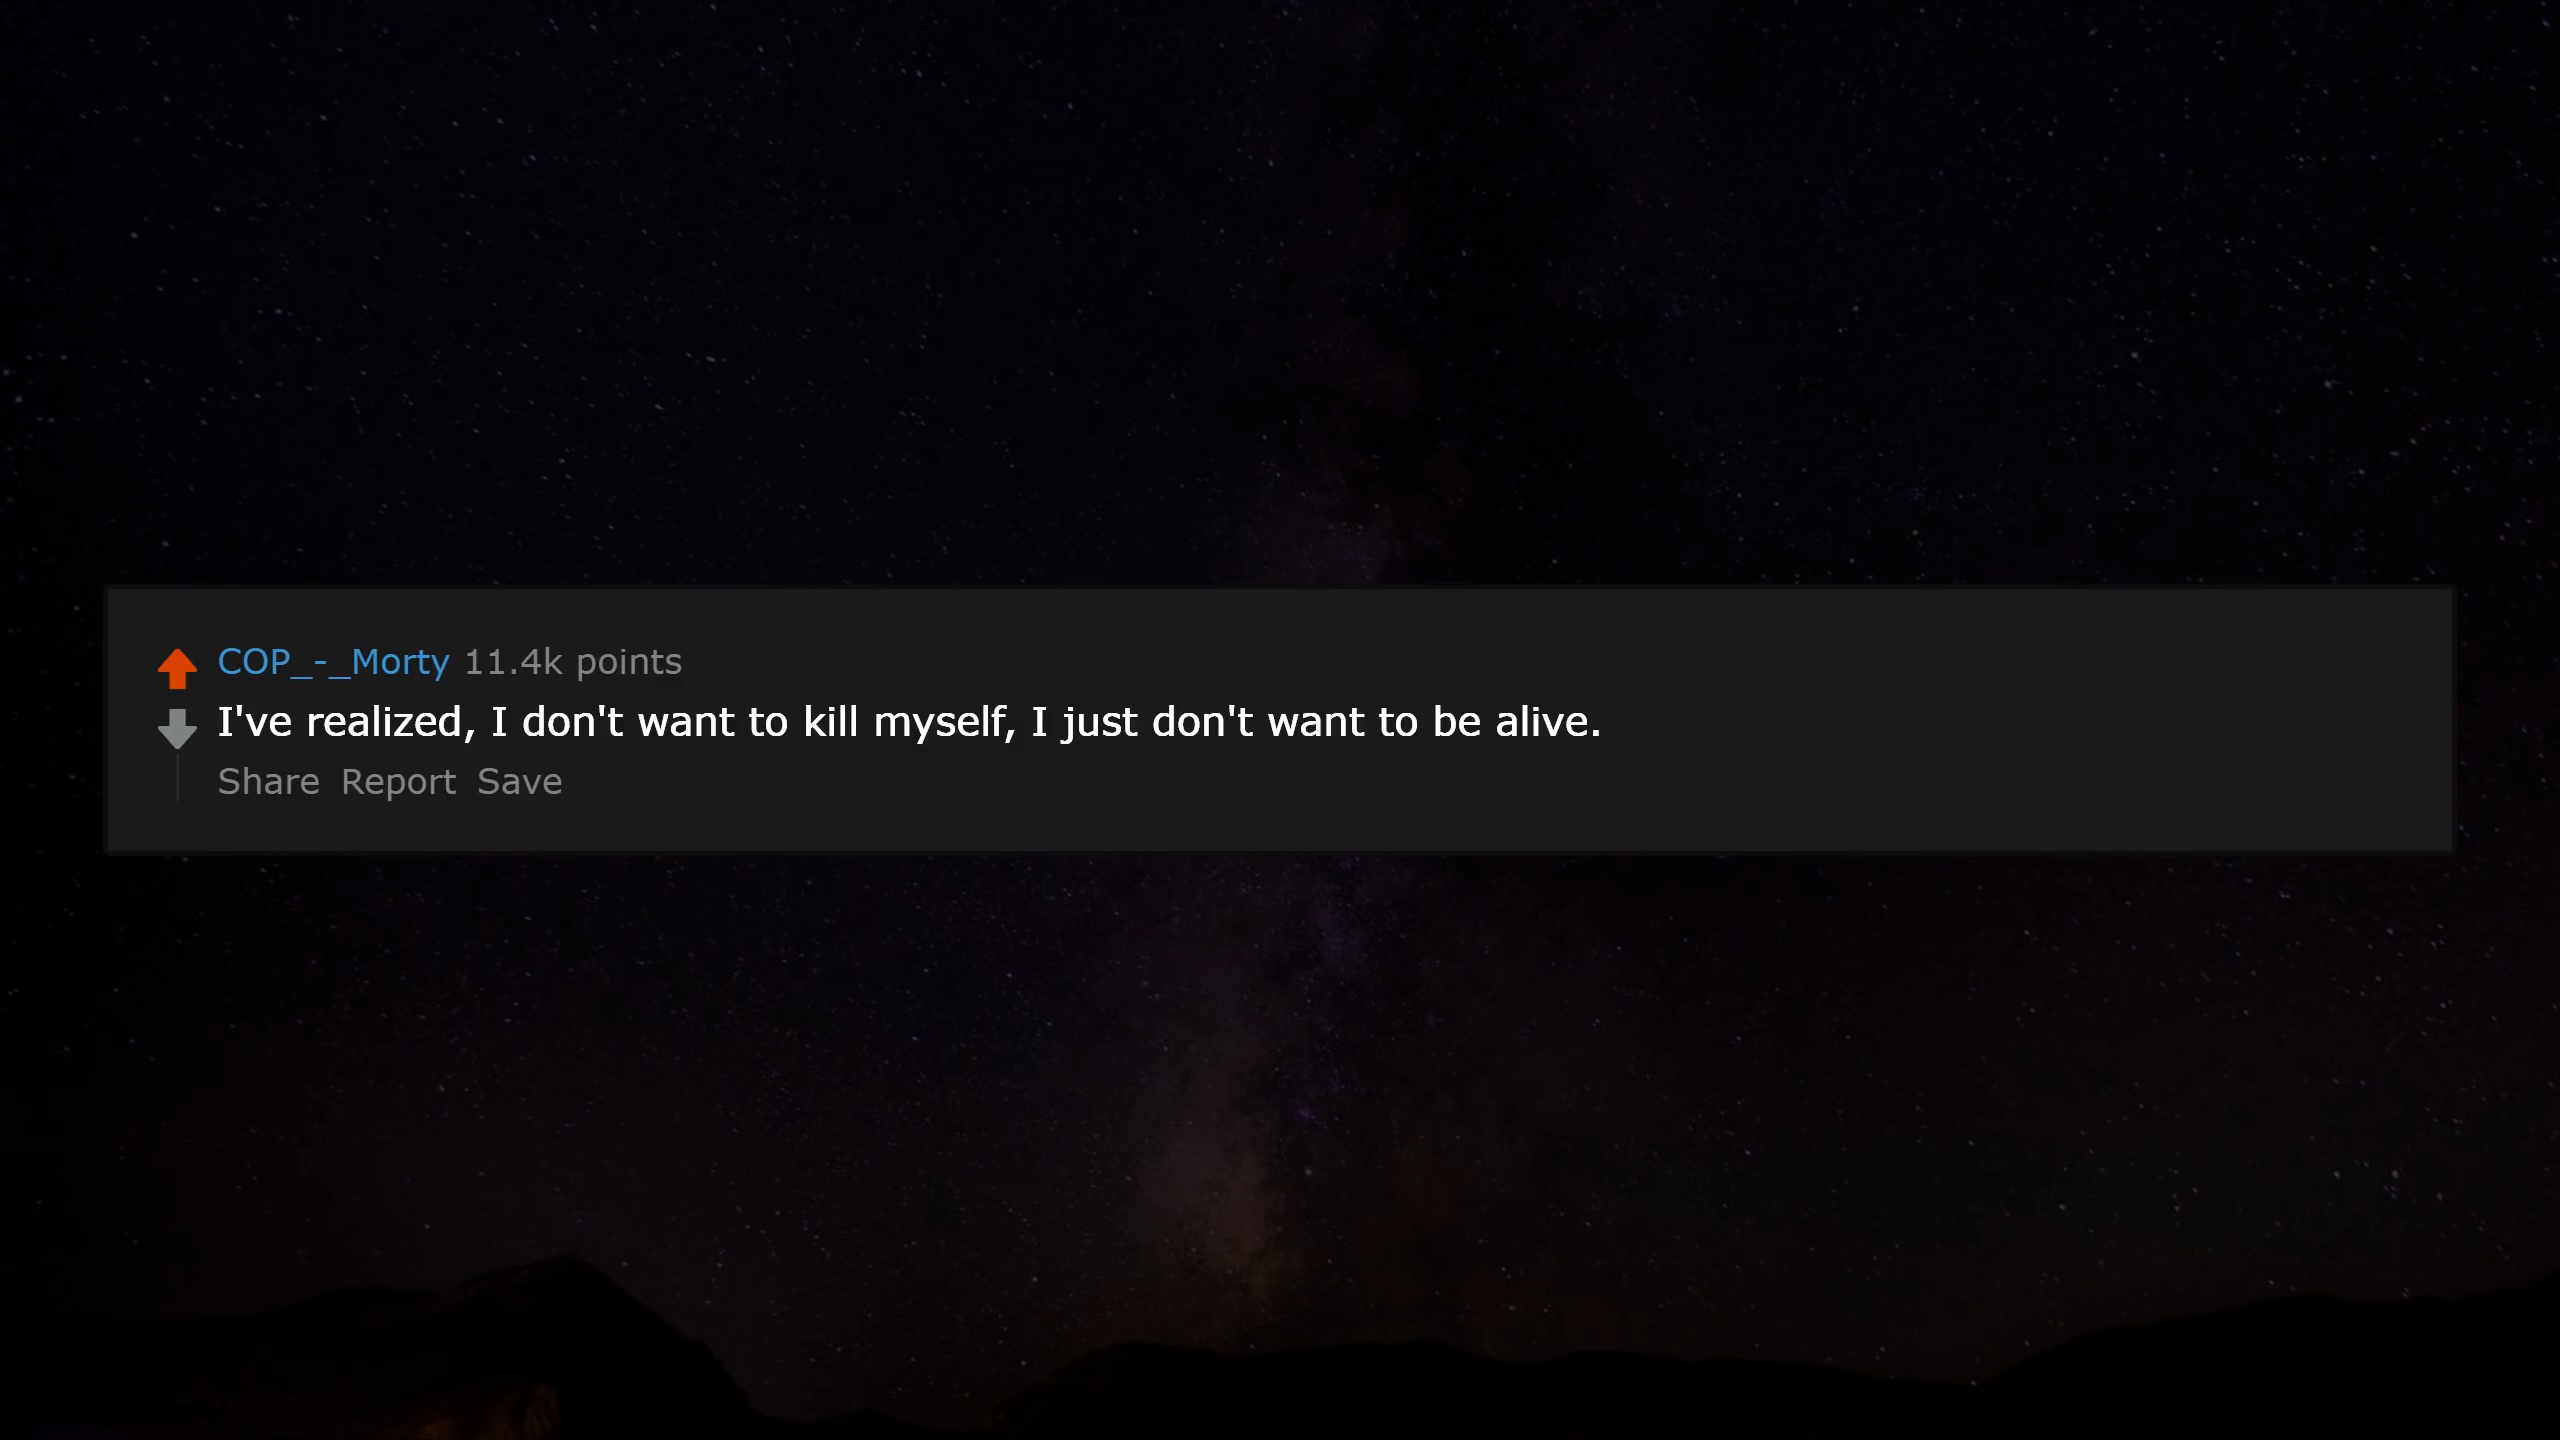 COP_-_Morty 11.4k points
I've realized, I don't want to kill myself, I just don't want to be alive.
Share Report Save